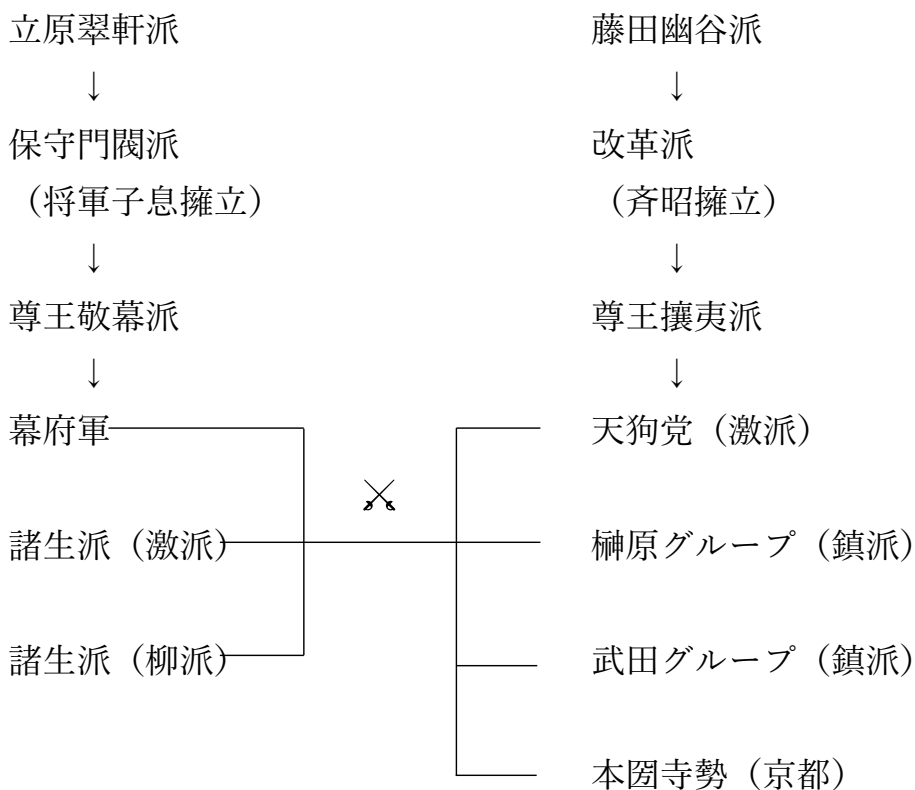 立原翠軒派 藤田幽谷派
↓ ↓
保守門閥派 改革派
（将軍子息擁立） （斉昭擁立）
↓ ↓
尊王敬幕派 尊王攘夷派
↓ ↓
幕府軍 天狗党（激派）
諸生派（激派） 榊原グループ（鎮派）
諸生派（柳派） 武田グループ（鎮派）
本圀寺勢（京都）